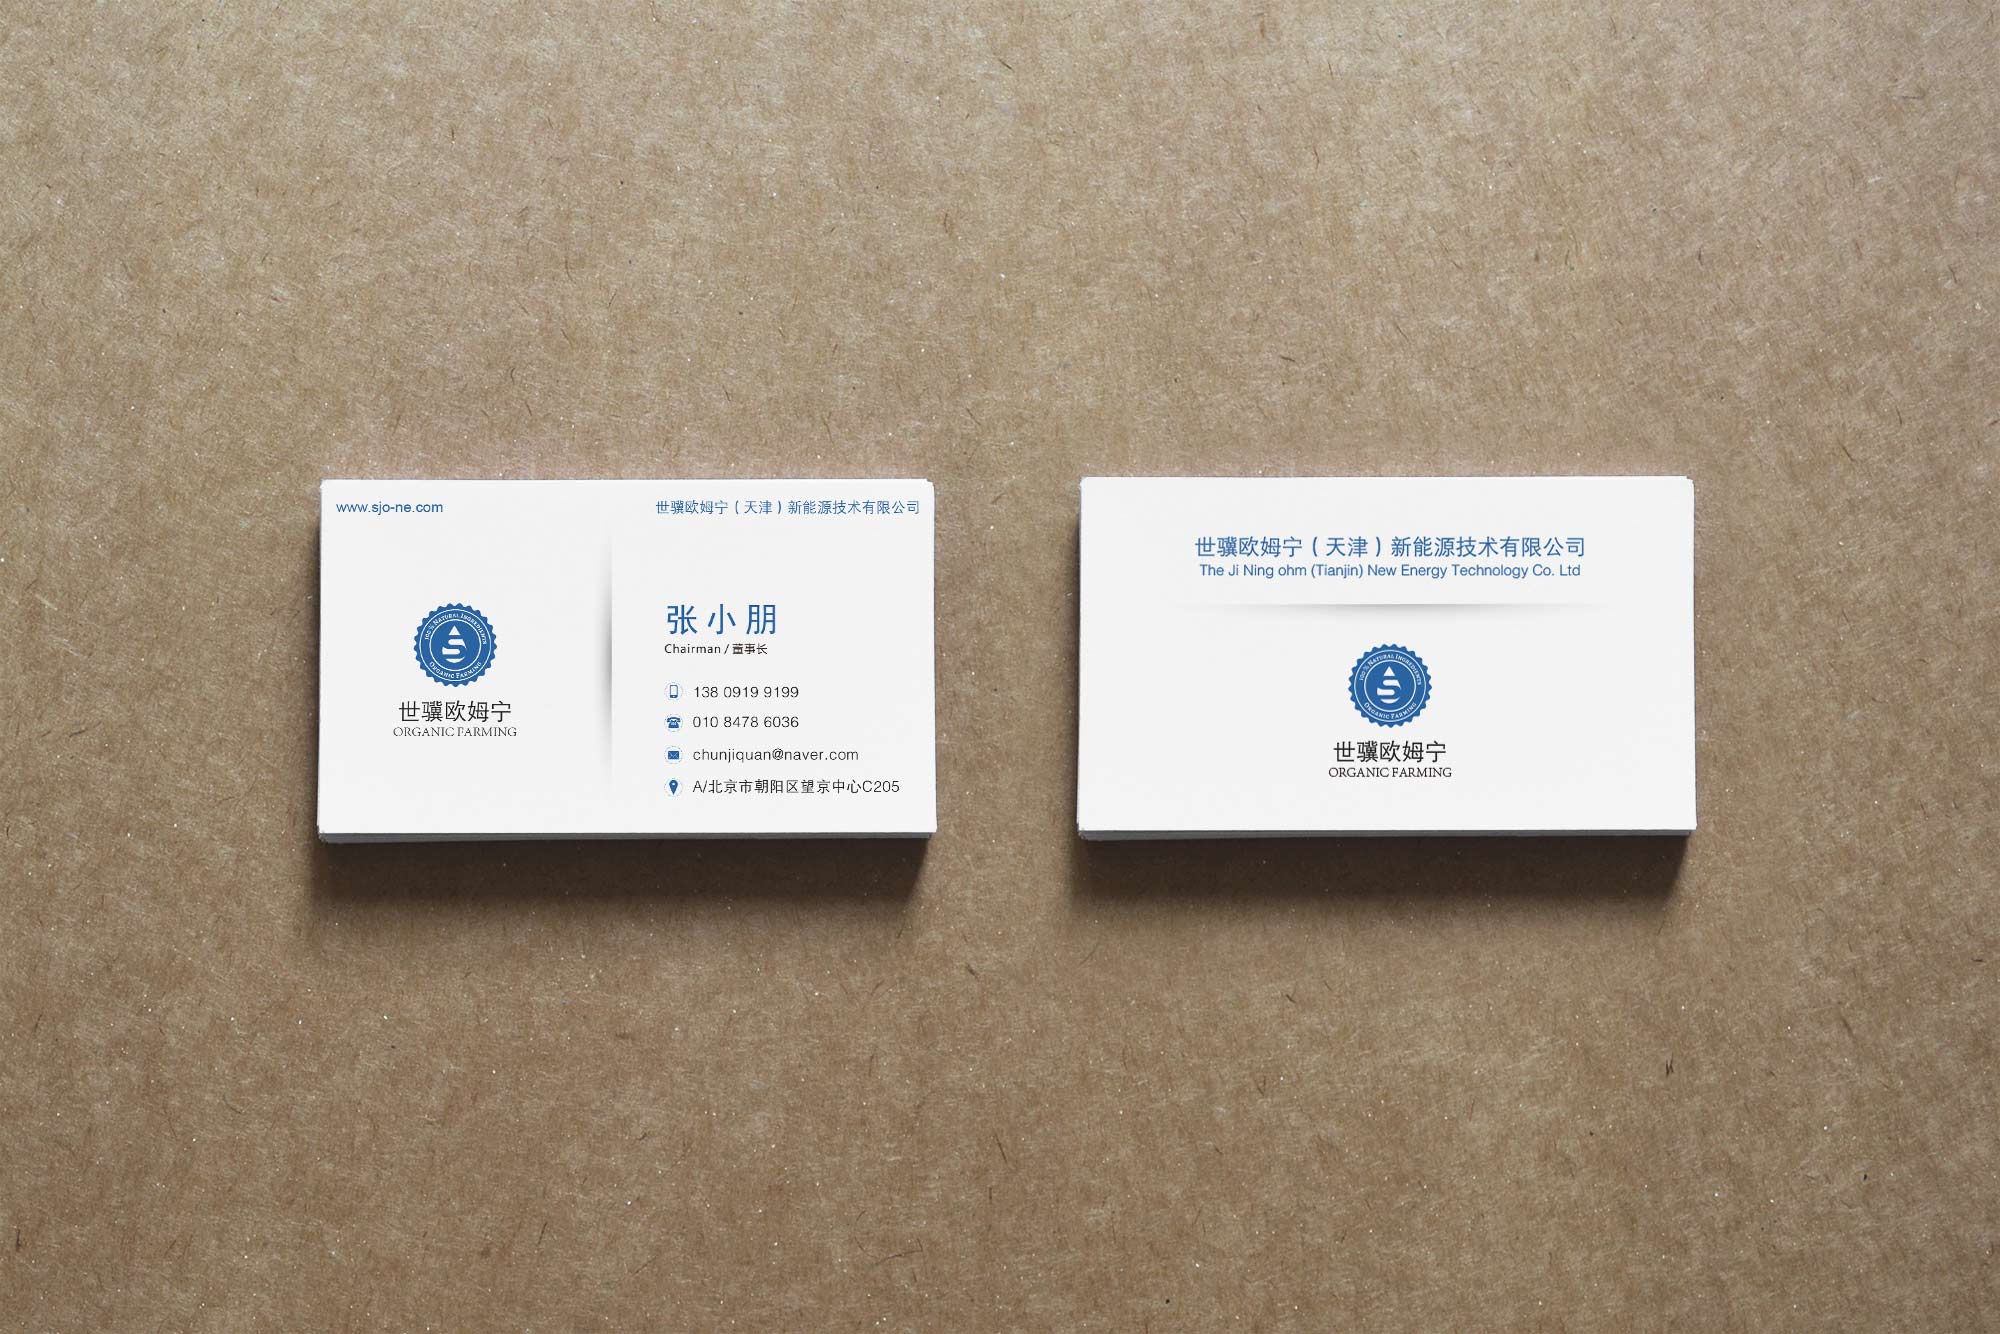 www.sjo-ne.com
世骥欧姆宁（天津）新能源技术有限公司
100% NATURAL INGREDIENTS
ORGANIC FARMING
世骥欧姆宁
ORGANIC FARMING
张小朋
Chairman / 董事长
138 0919 9199
010 8478 6036
chunjiquan@naver.com
A/北京市朝阳区望京中心C205
世骥欧姆宁（天津）新能源技术有限公司
The Ji Ning ohm (Tianjin) New Energy Technology Co. Ltd
100% NATURAL INGREDIENTS
ORGANIC FARMING
世骥欧姆宁
ORGANIC FARMING